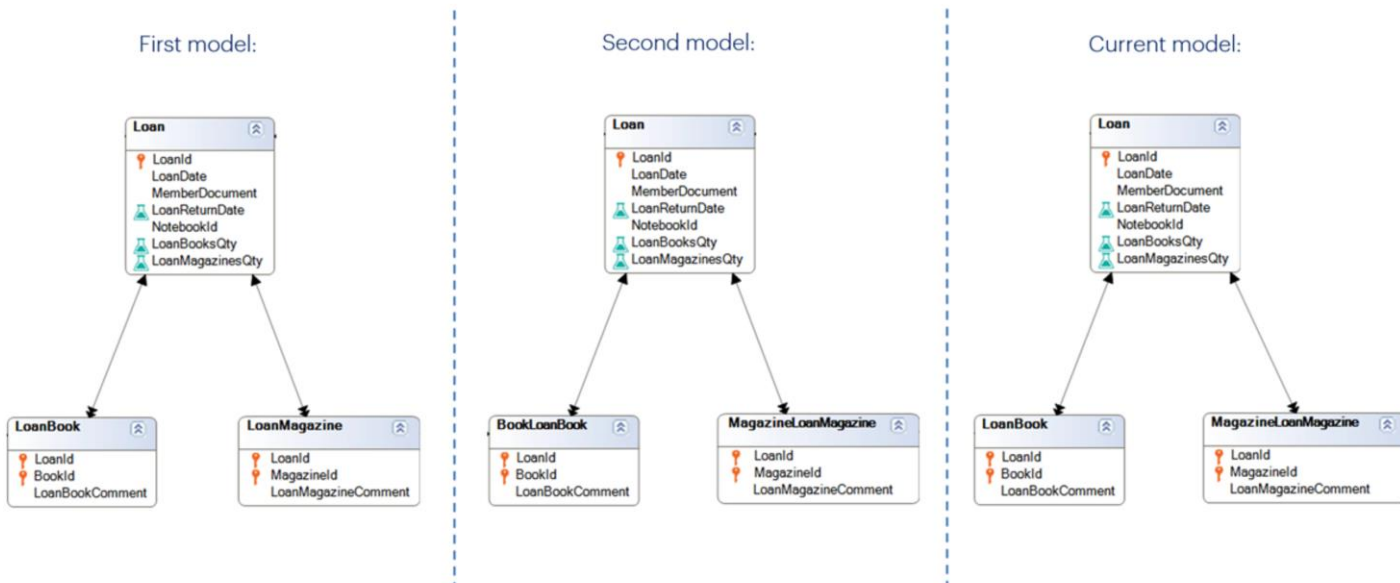 First model:
Loan
LoanId
LoanDate
MemberDocument
LoanReturnDate
NotebookId
LoanBooksQty
LoanMagazinesQty
LoanBook
LoanId
BookId
LoanBookComment
LoanMagazine
LoanId
MagazineId
LoanMagazineComment
Second model:
Loan
LoanId
LoanDate
MemberDocument
LoanReturnDate
NotebookId
LoanBooksQty
LoanMagazinesQty
BookLoanBook
LoanId
BookId
LoanBookComment
MagazineLoanMagazine
LoanId
MagazineId
LoanMagazineComment
Current model:
Loan
LoanId
LoanDate
MemberDocument
LoanReturnDate
NotebookId
LoanBooksQty
LoanMagazinesQty
LoanBook
LoanId
BookId
LoanBookComment
MagazineLoanMagazine
LoanId
MagazineId
LoanMagazineComment